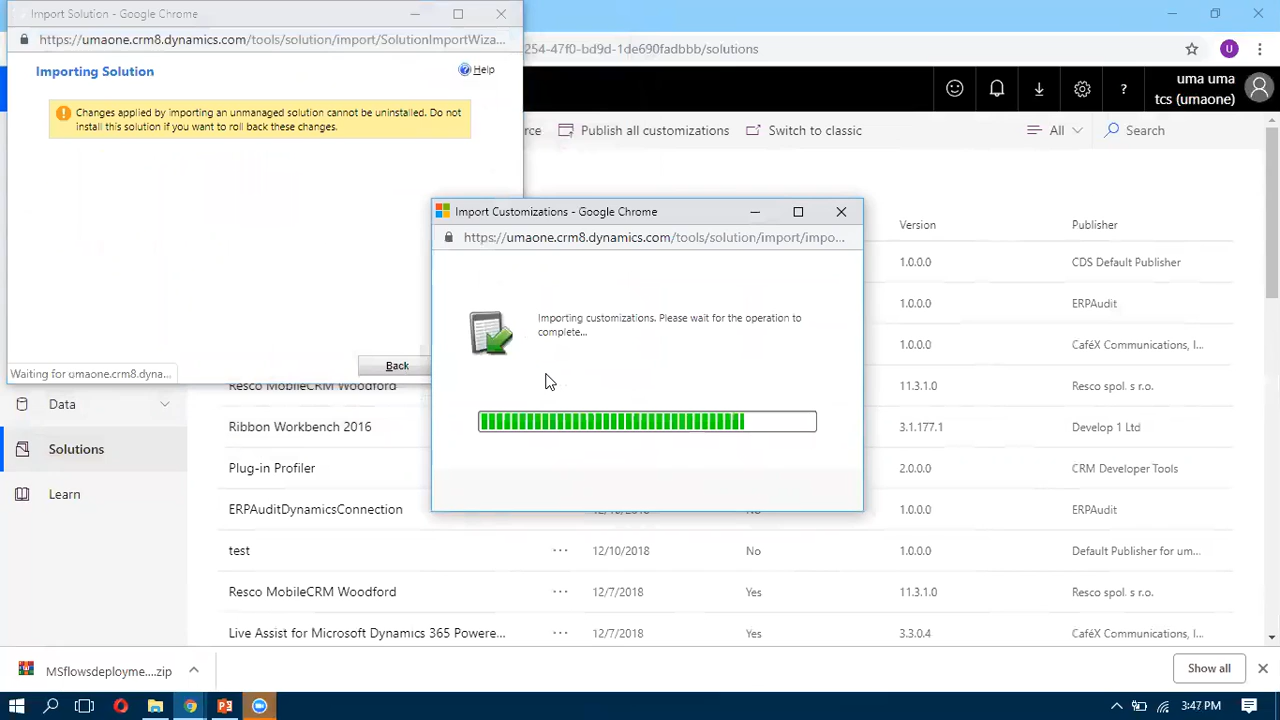 Import Solution - Google Chrome
https://umaone.crm8.dynamics.com/tools/solution/import/SolutionImportWiza...
254-47f0-bd9d-1de690fadbbb/solutions
U
Importing Solution
Help
uma uma
tcs (umaone)
?
Changes applied by importing an unmanaged solution cannot be uninstalled. Do not
install this solution if you want to roll back these changes.
rce
Publish all customizations
Switch to classic
All
Search
Import Customizations - Google Chrome
https://umaone.crm8.dynamics.com/tools/solution/import/impo...
Version
Publisher
1.0.0.0
CDS Default Publisher
1.0.0.0
ERPAudit
Importing customizations. Please wait for the operation to
complete...
1.0.0.0
CaféX Communications, I...
Back
Waiting for umaone.crm8.dyna...
Resco MobileCRM Woodford
11.3.1.0
Resco spol. s r.o.
Data
Ribbon Workbench 2016
3.1.177.1
Develop 1 Ltd
Solutions
Plug-in Profiler
2.0.0.0
CRM Developer Tools
Learn
ERPAuditDynamicsConnection
1.0.0.0
ERPAudit
test
...
12/10/2018
No
1.0.0.0
Default Publisher for um...
Resco MobileCRM Woodford
...
12/7/2018
Yes
11.3.1.0
Resco spol. s r.o.
Live Assist for Microsoft Dynamics 365 Powere...
...
12/7/2018
Yes
3.3.0.4
CaféX Communications, I...
MSflowsdeployme....zip
Show all
3:47 PM